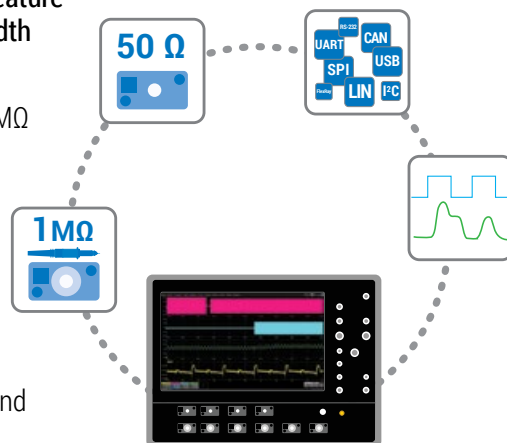 eature
dth
50 Ω
RS-232
UART
CAN
SPI
USB
FlexRay
LIN
I²C
MΩ
1MΩ
nd